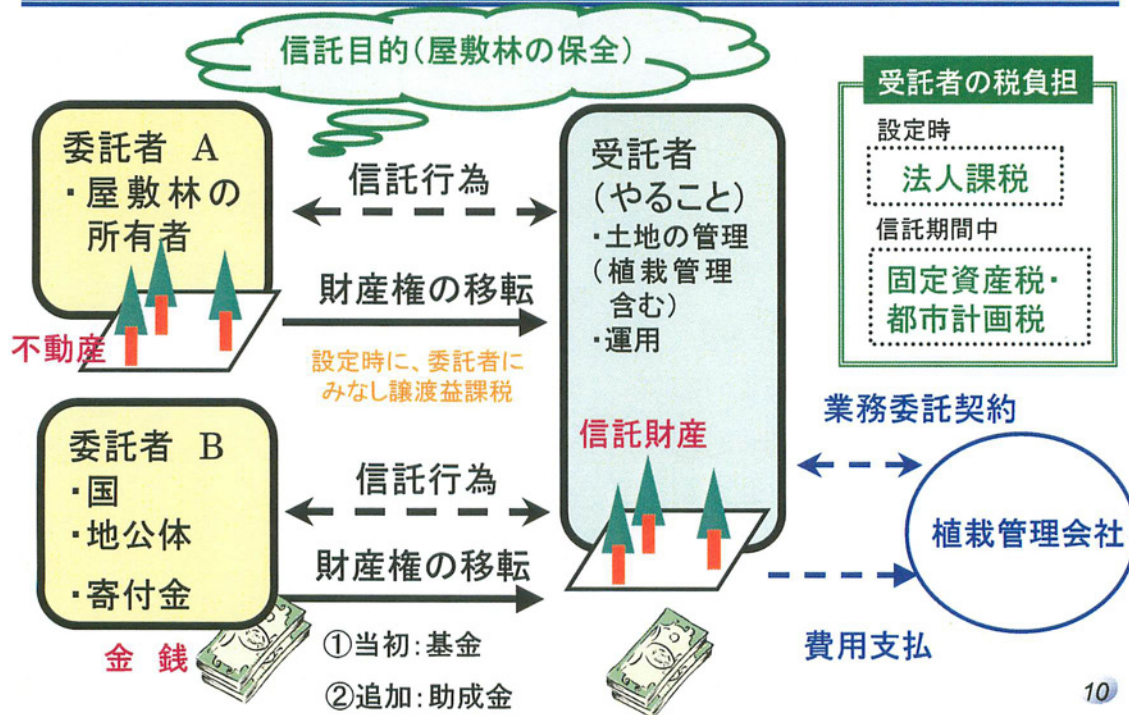 信託目的(屋敷林の保全)
委託者 A
・屋敷林の
所有者
不動産
信託行為
財産権の移転
設定時に、委託者に
みなし譲渡益課税
委託者 B
・国
・地公体
・寄付金
金 銭
信託行為
財産権の移転
①当初:基金
②追加:助成金
受託者
(やること)
・土地の管理
(植栽管理
含む)
・運用
信託財産
受託者の税負担
設定時
法人課税
信託期間中
固定資産税・
都市計画税
業務委託契約
植栽管理会社
費用支払
10